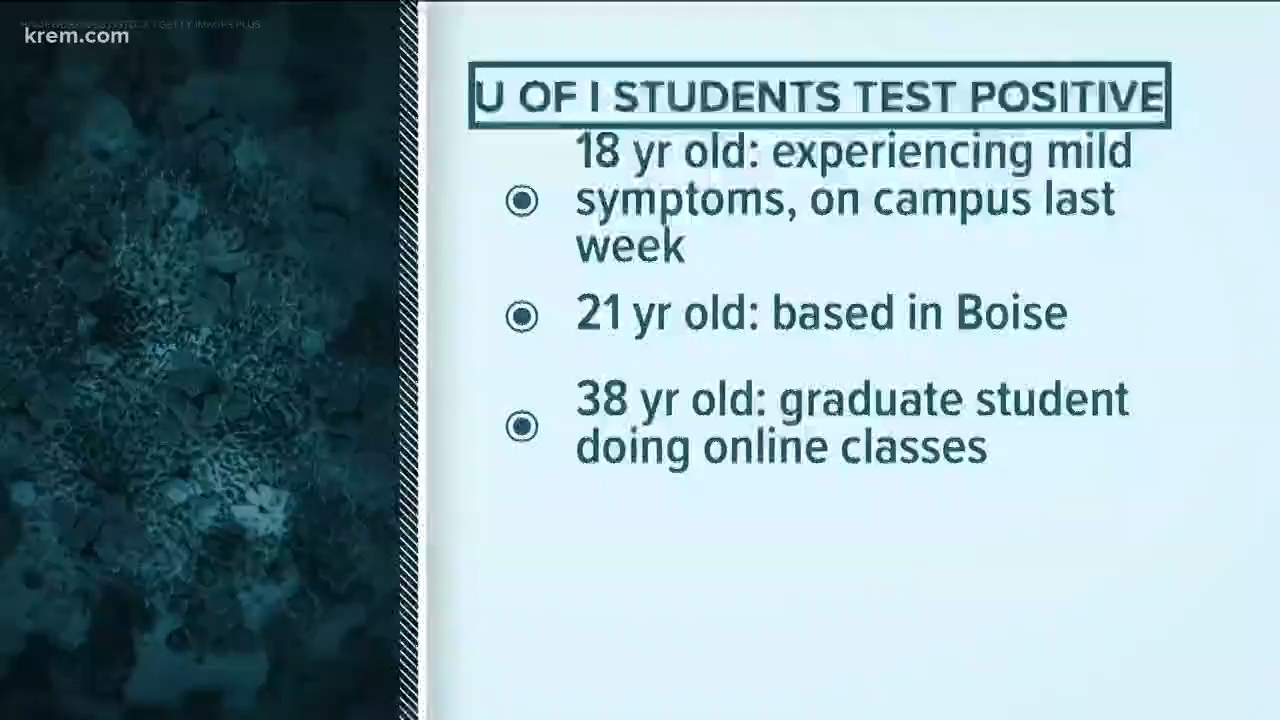 krem.com
U OF I STUDENTS TEST POSITIVE
18 yr old: experiencing mild
symptoms, on campus last
week
21 yr old: based in Boise
38 yr old: graduate student
doing online classes